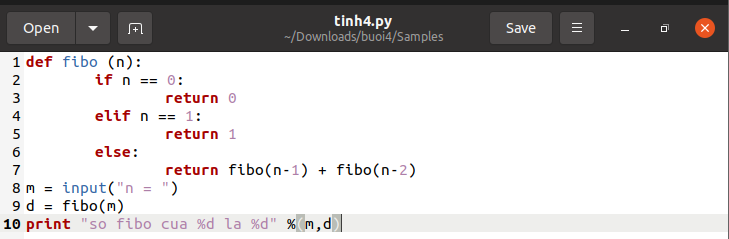 Open tinh4.py Save
~/Downloads/buoi4/Samples
1 def fibo (n):
2         if n == 0:
3                 return 0
4         elif n == 1:
5                 return 1
6         else:
7                 return fibo(n-1) + fibo(n-2)
8 m = input("n = ")
9 d = fibo(m)
10 print "so fibo cua %d la %d" %(m,d)